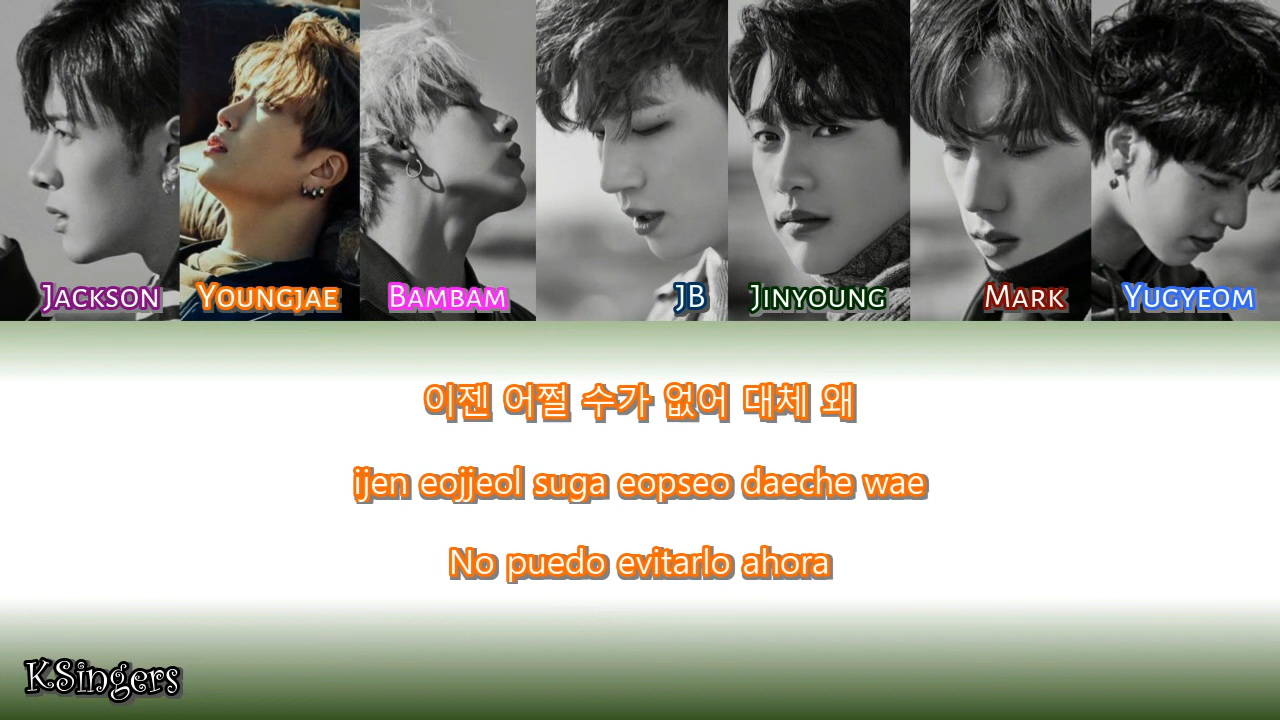 Jackson Youngjae Bambam JB Jinyoung Mark Yugyeom
이젠 어쩔 수가 없어 대체 왜
ijen eojjeol suga eopseo daeche wae
No puedo evitarlo ahora
KSingers